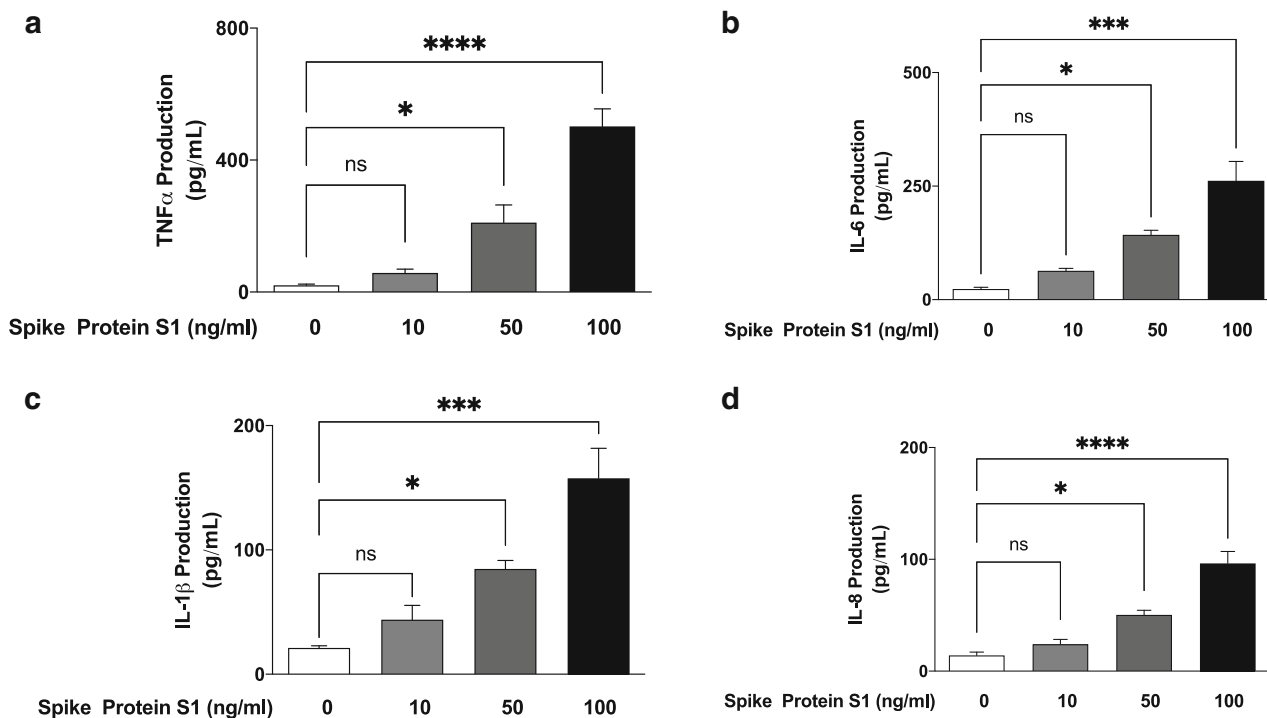 a
TNFα Production
(pg/mL)
800
400
0
****
*
ns
Spike Protein S1 (ng/ml) 0 10 50 100
b
IL-6 Production
(pg/mL)
500
250
0
***
*
ns
Spike Protein S1 (ng/ml) 0 10 50 100
c
IL-1β Production
(pg/mL)
200
100
0
***
*
ns
Spike Protein S1 (ng/ml) 0 10 50 100
d
IL-8 Production
(pg/mL)
200
100
0
****
*
ns
Spike Protein S1 (ng/ml) 0 10 50 100